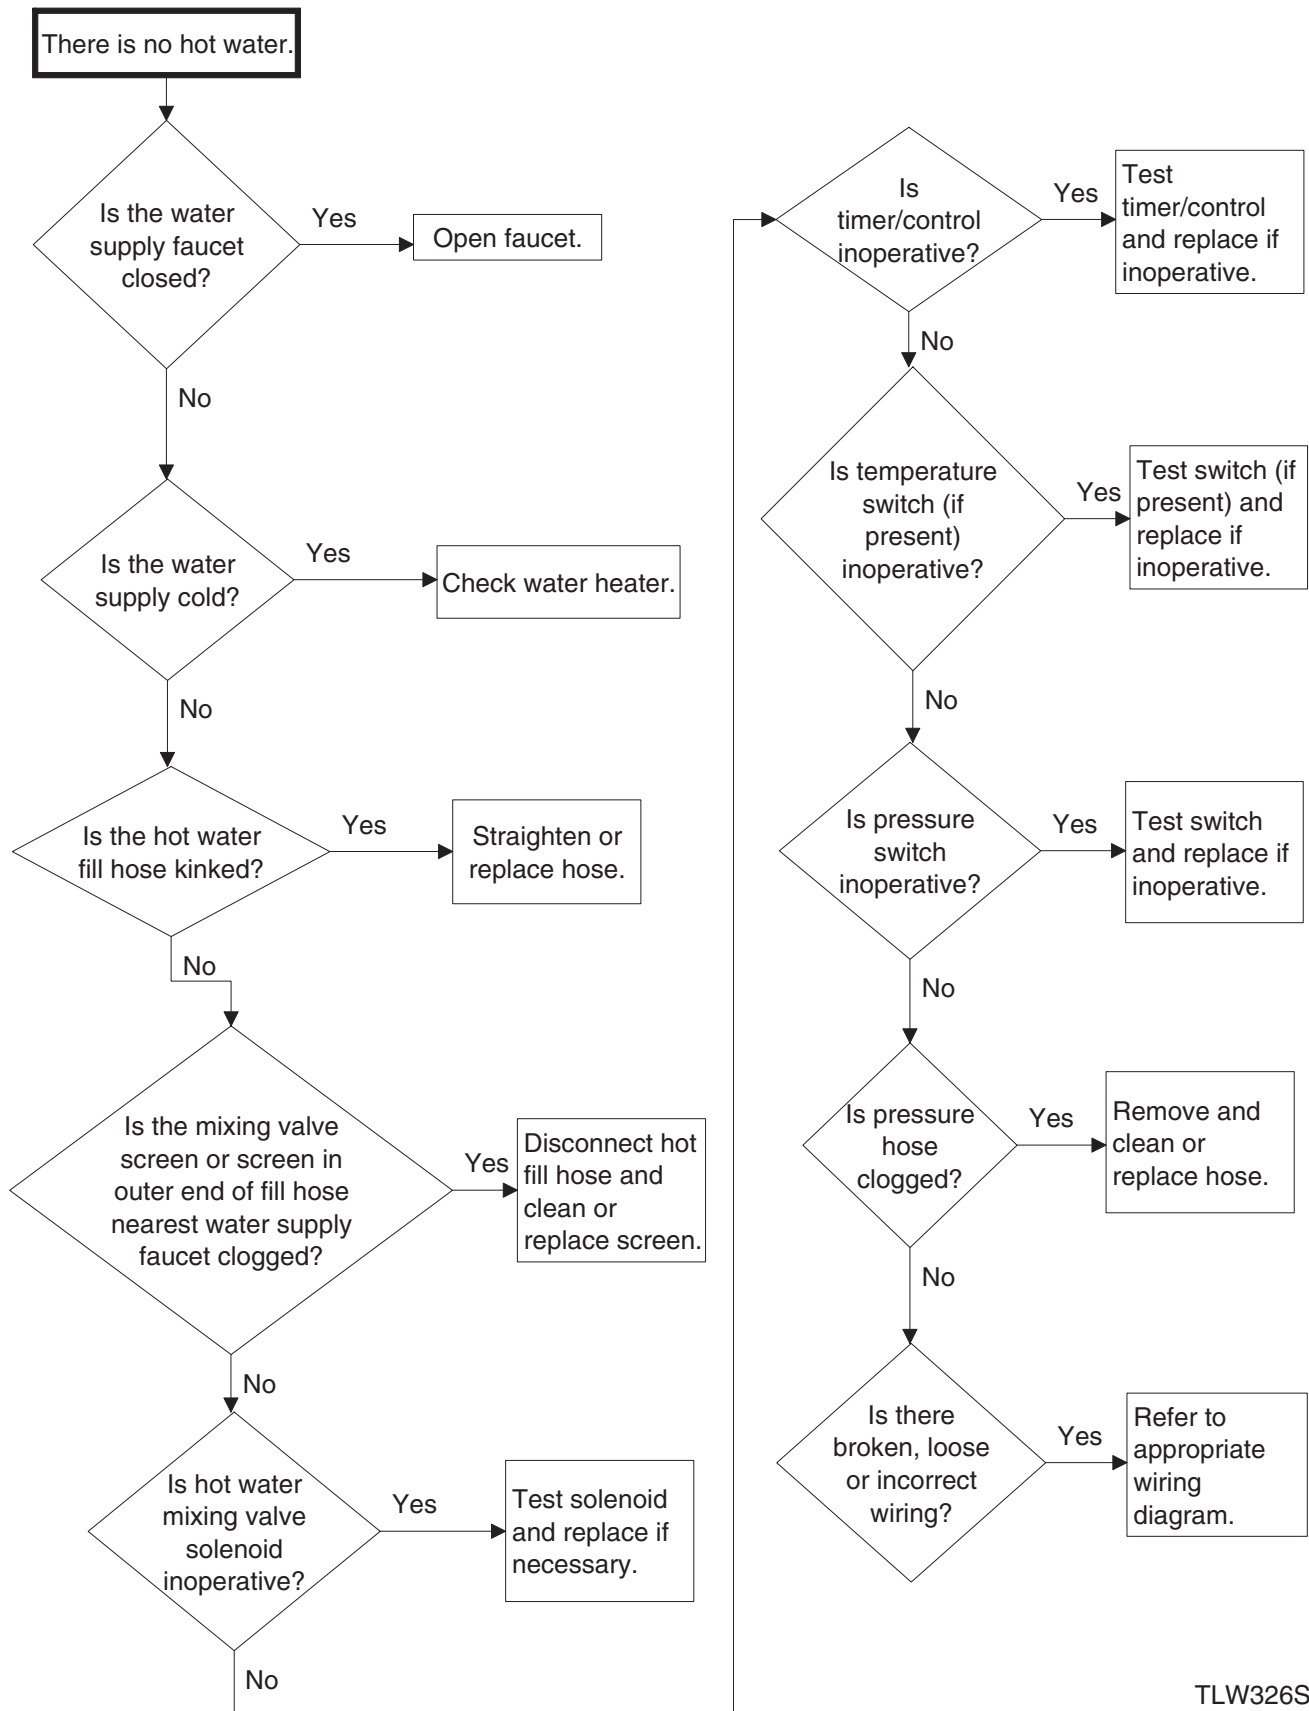 There is no hot water.
Is the water
supply faucet
closed?
Yes
Open faucet.
No
Is the water
supply cold?
Yes
Check water heater.
No
Is the hot water
fill hose kinked?
Yes
Straighten or
replace hose.
No
Is the mixing valve
screen or screen in
outer end of fill hose
nearest water supply
faucet clogged?
Yes
Disconnect hot
fill hose and
clean or
replace screen.
No
Is hot water
mixing valve
solenoid
inoperative?
Yes
Test solenoid
and replace if
necessary.
No
Is
timer/control
inoperative?
Yes
Test
timer/control
and replace if
inoperative.
No
Is temperature
switch (if
present)
inoperative?
Yes
Test switch (if
present) and
replace if
inoperative.
No
Is pressure
switch
inoperative?
Yes
Test switch
and replace if
inoperative.
No
Is pressure
hose
clogged?
Yes
Remove and
clean or
replace hose.
No
Is there
broken, loose
or incorrect
wiring?
Yes
Refer to
appropriate
wiring
diagram.
TLW326S